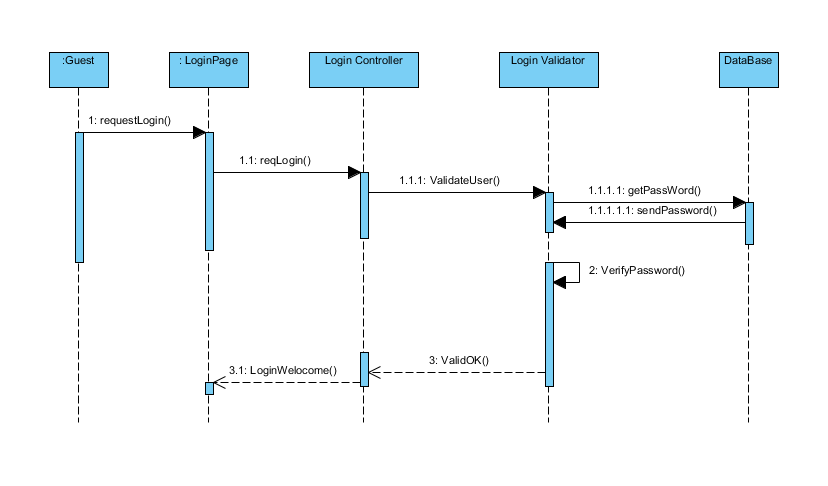 :Guest
: LoginPage
Login Controller
Login Validator
DataBase
1: requestLogin()
1.1: reqLogin()
1.1.1: ValidateUser()
1.1.1.1: getPassWord()
1.1.1.1.1: sendPassword()
2: VerifyPassword()
3: ValidOK()
3.1: LoginWelocome()